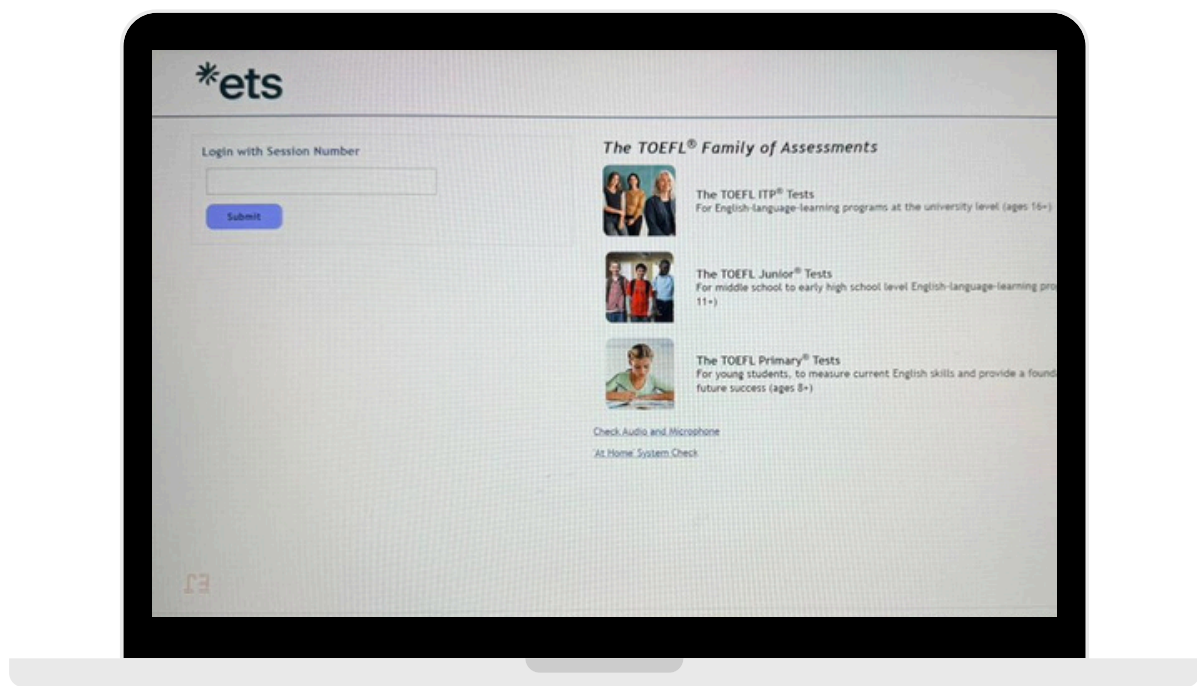 *ets
Login with Session Number
Submit
The TOEFL® Family of Assessments
The TOEFL ITP® Tests
For English-language-learning programs at the university level (ages 16+)
The TOEFL Junior® Tests
For middle school to early high school level English-language-learning pro
11+)
The TOEFL Primary® Tests
For young students, to measure current English skills and provide a found
future success (ages 8+)
Check Audio and Microphone
'At Home' System Check